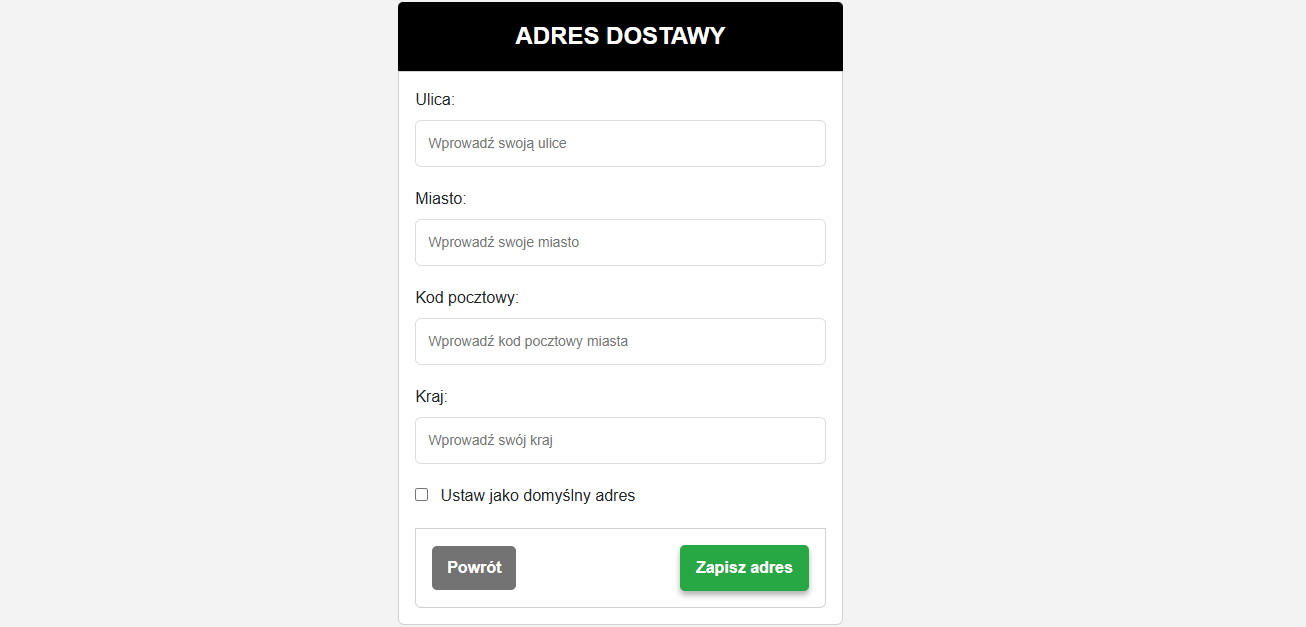 ADRES DOSTAWY
Ulica:
Wprowadź swoją ulice
Miasto:
Wprowadź swoje miasto
Kod pocztowy:
Wprowadź kod pocztowy miasta
Kraj:
Wprowadź swój kraj
Ustaw jako domyślny adres
Powrót
Zapisz adres